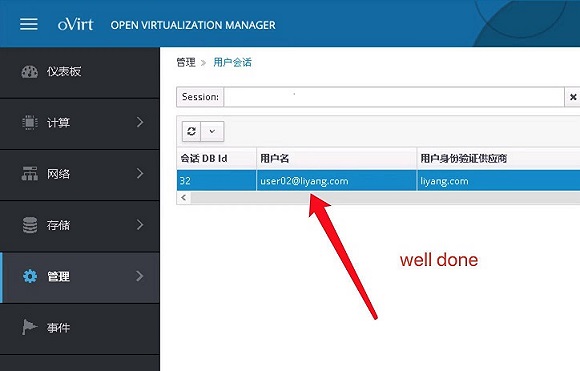 oVirt OPEN VIRTUALIZATION MANAGER
仪表板
计算
网络
存储
管理
事件
管理 » 用户会话
Session:
会话 DB Id 用户名 用户身份验证供应商
32 user02@liyang.com liyang.com
well done